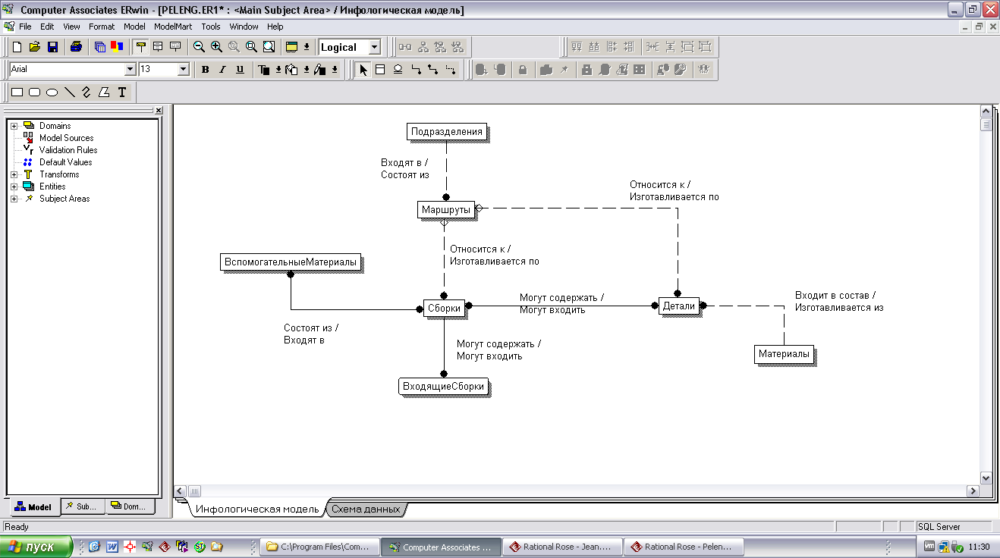 Computer Associates ERwin - [PELENG.ER1* : <Main Subject Area> / Инфологическая модель]
File Edit View Format Model ModelMart Tools Window Help
Logical
Arial 13 B I U
T
Domains
Model Sources
Validation Rules
Default Values
Transforms
Entities
Subject Areas
Подразделения
Входят в /
Состоят из
Относится к /
Изготавливается по
Маршруты
Относится к /
Изготавливается по
ВспомогательныеМатериалы
Могут содержать /
Могут входить
Входит в состав /
Изготавливается из
Сборки
Детали
Состоят из /
Входят в
Могут содержать /
Могут входить
Материалы
ВходящиеСборки
Model Sub... Dom...
Инфологическая модель Схема данных
Ready SQL Server
пуск C:\Program Files\Com... Computer Associates ... Rational Rose - Jean.... Rational Rose - Pelen... 11:30